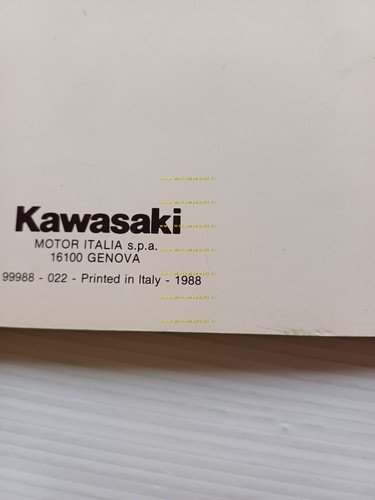 Kawasaki
MOTOR ITALIA s.p.a.
16100 GENOVA
99988 - 022 - Printed in Italy - 1988